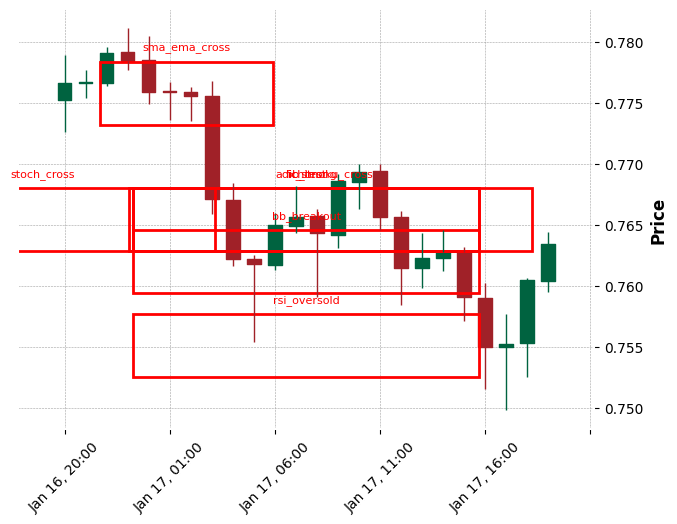 sma_ema_cross
stoch_cross
bb_breakout
rsi_oversold
0.780
0.775
0.770
0.765
0.760
0.755
0.750
Price
Jan 16, 20:00
Jan 17, 01:00
Jan 17, 06:00
Jan 17, 11:00
Jan 17, 16:00